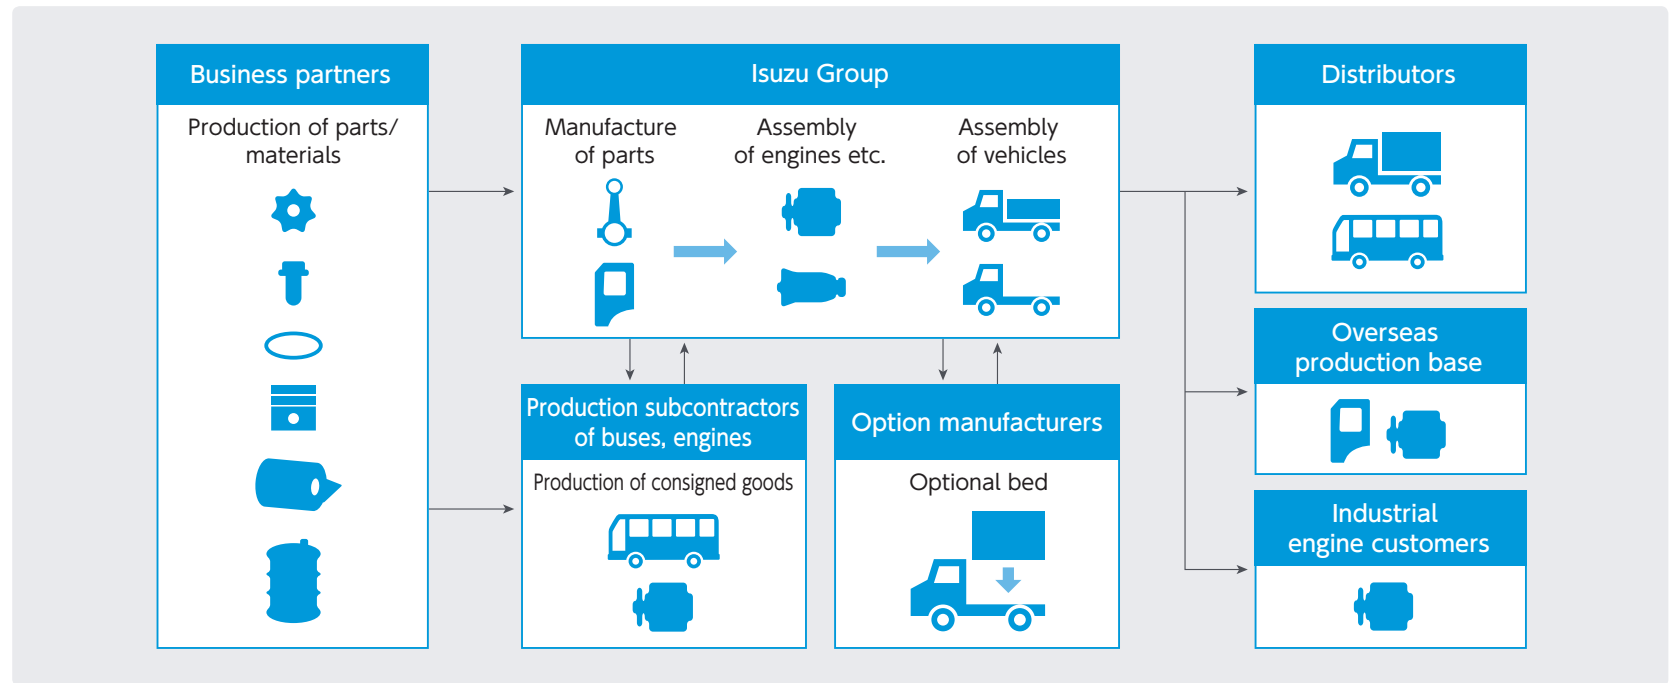 Business partners
Production of parts/
materials
Isuzu Group
Manufacture
of parts
Assembly
of engines etc.
Assembly
of vehicles
Production subcontractors
of buses, engines
Production of consigned goods
Option manufacturers
Optional bed
Distributors
Overseas
production base
Industrial
engine customers